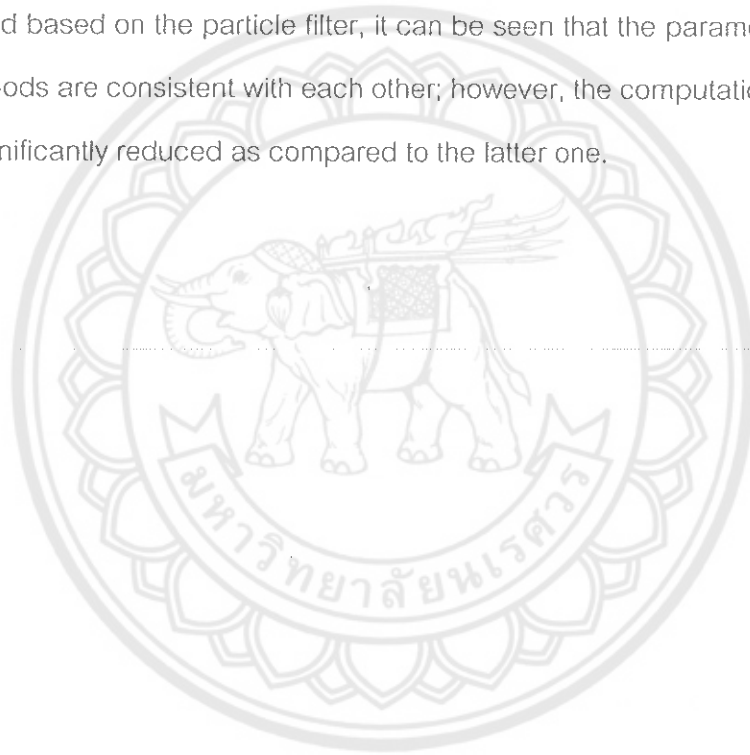 d based on the particle filter, it can be seen that the param
ods are consistent with each other; however, the computati
nificantly reduced as compared to the latter one.
มหาวิทยาลัยนเรศวร